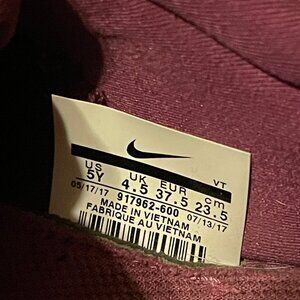 VT
US UK EUR cm
5Y 4.5 37.5 23.5
05/17/17 07/13/17
917962-600
MADE IN VIETNAM
FABRIQUE AU VIETNAM